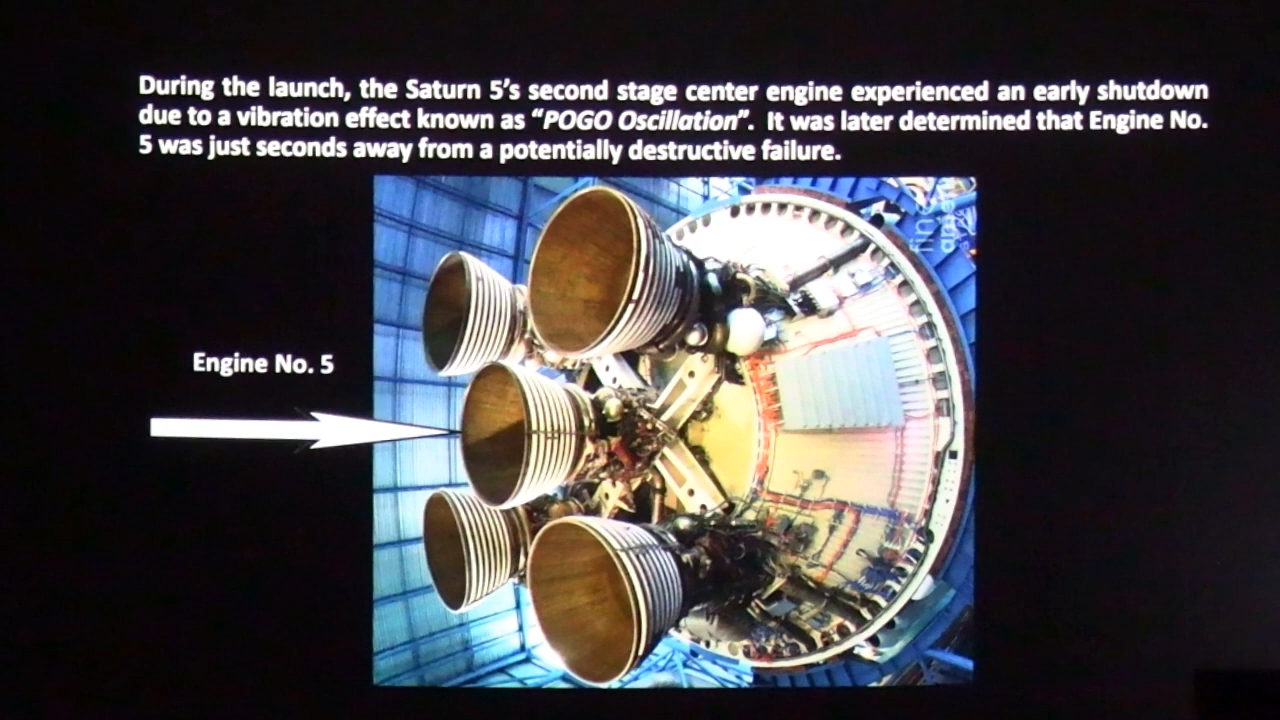 During the launch, the Saturn 5's second stage center engine experienced an early shutdown
due to a vibration effect known as “POGO Oscillation”. It was later determined that Engine No.
5 was just seconds away from a potentially destructive failure.
fine
Engine No. 5